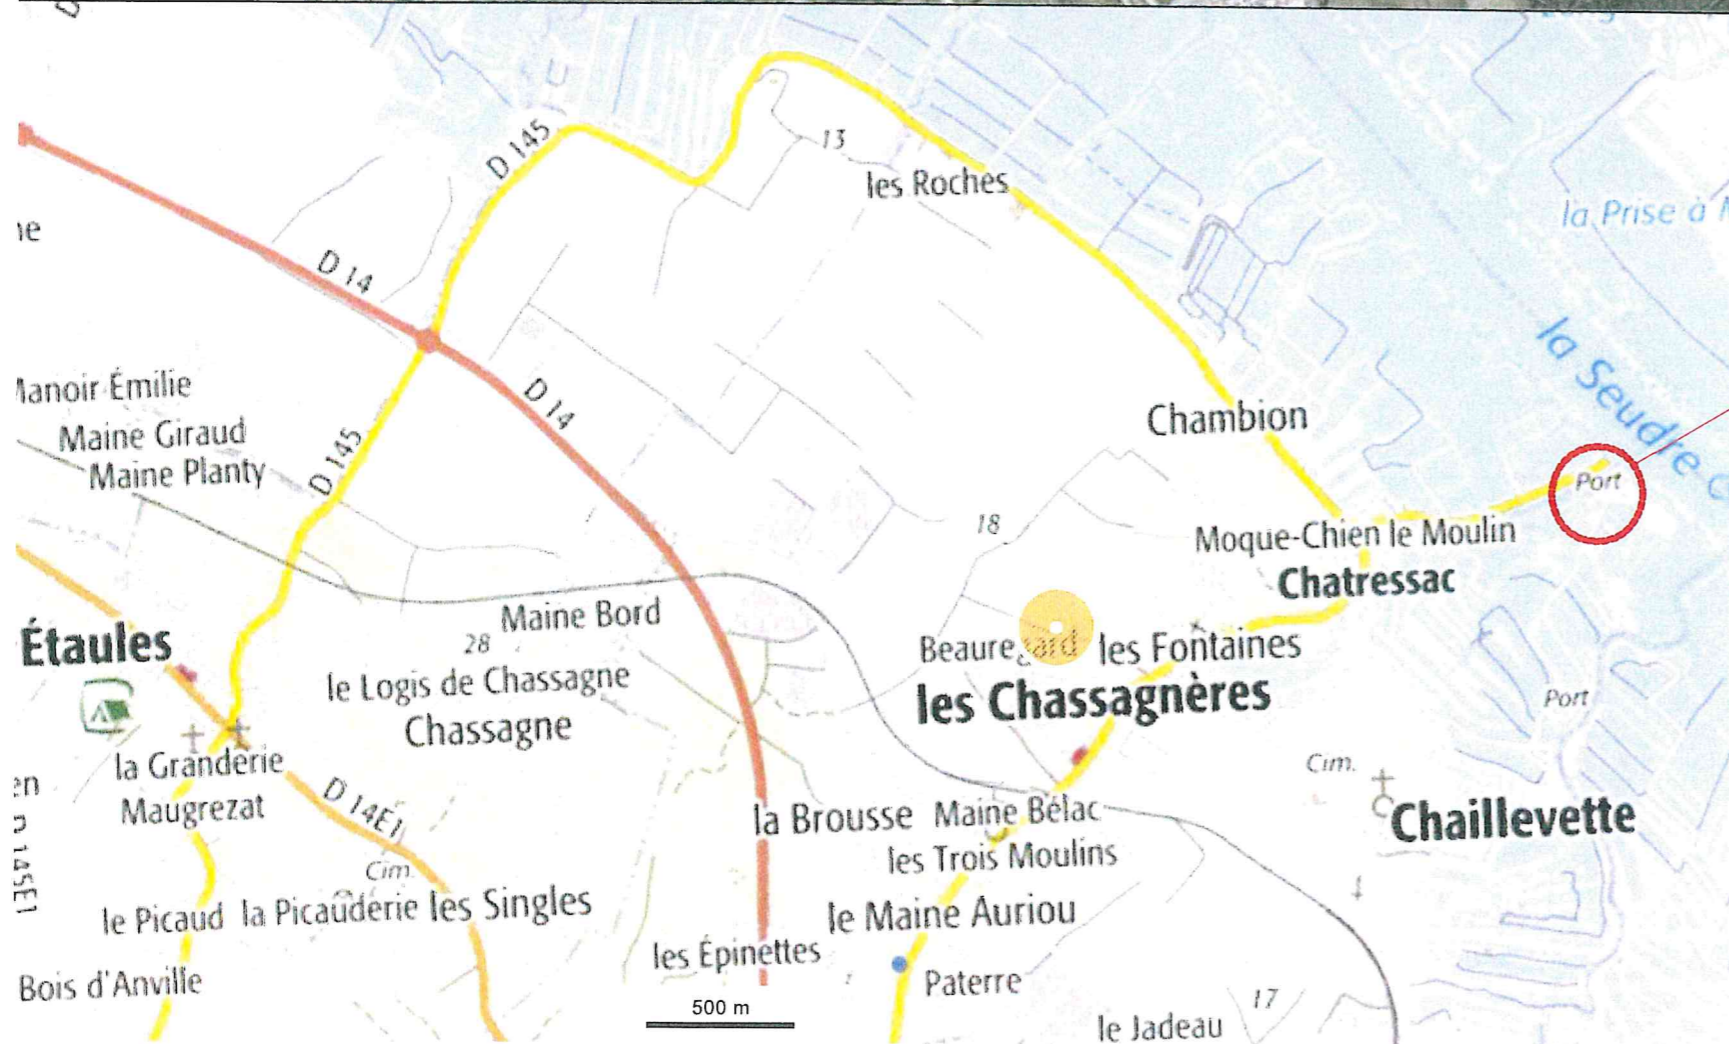 D 145
13
les Roches
la Prise à
D 14
la Seudre
Manoir Émilie
D 14
Maine Giraud
Chambion
D 145
Maine Planty
Port
18
Moque-Chien le Moulin
Chatressac
Maine Bord
Étaules
28
Beauregard les Fontaines
le Logis de Chassagne
les Chassagnères
Port
Chassagne
la Granderie
Cim.
D 14E1
Maugrezat
la Brousse Maine Bélac
Chaillevette
les Trois Moulins
D 145E1
Cim.
le Picaud la Picauderie les Singles
le Maine Auriou
les Épinettes
Bois d'Anville
Paterre
17
500 m
le Jadeau